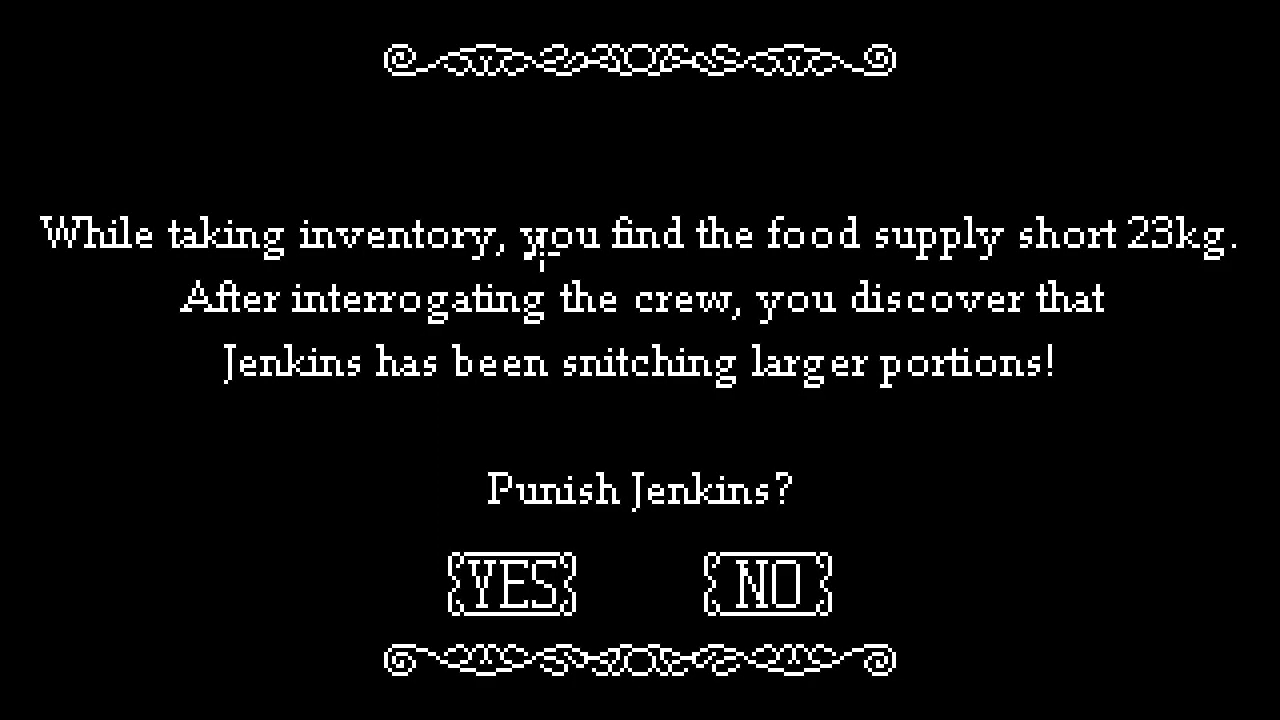 While taking inventory, you find the food supply short 23kg.
After interrogating the crew, you discover that
Jenkins has been snitching larger portions!
Punish Jenkins?
YES
NO